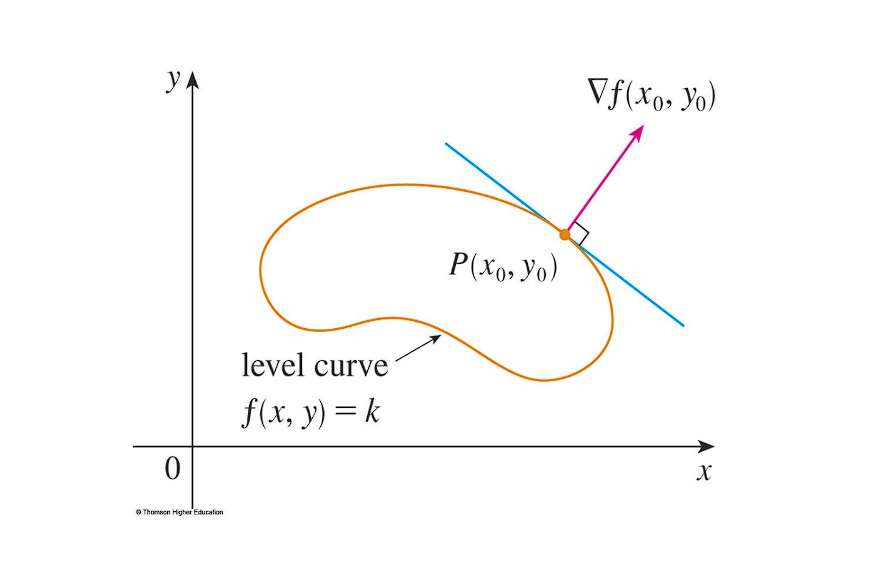 y
∇f(x₀, y₀)
P(x₀, y₀)
level curve
f(x, y) = k
0
x
© Thomson Higher Education